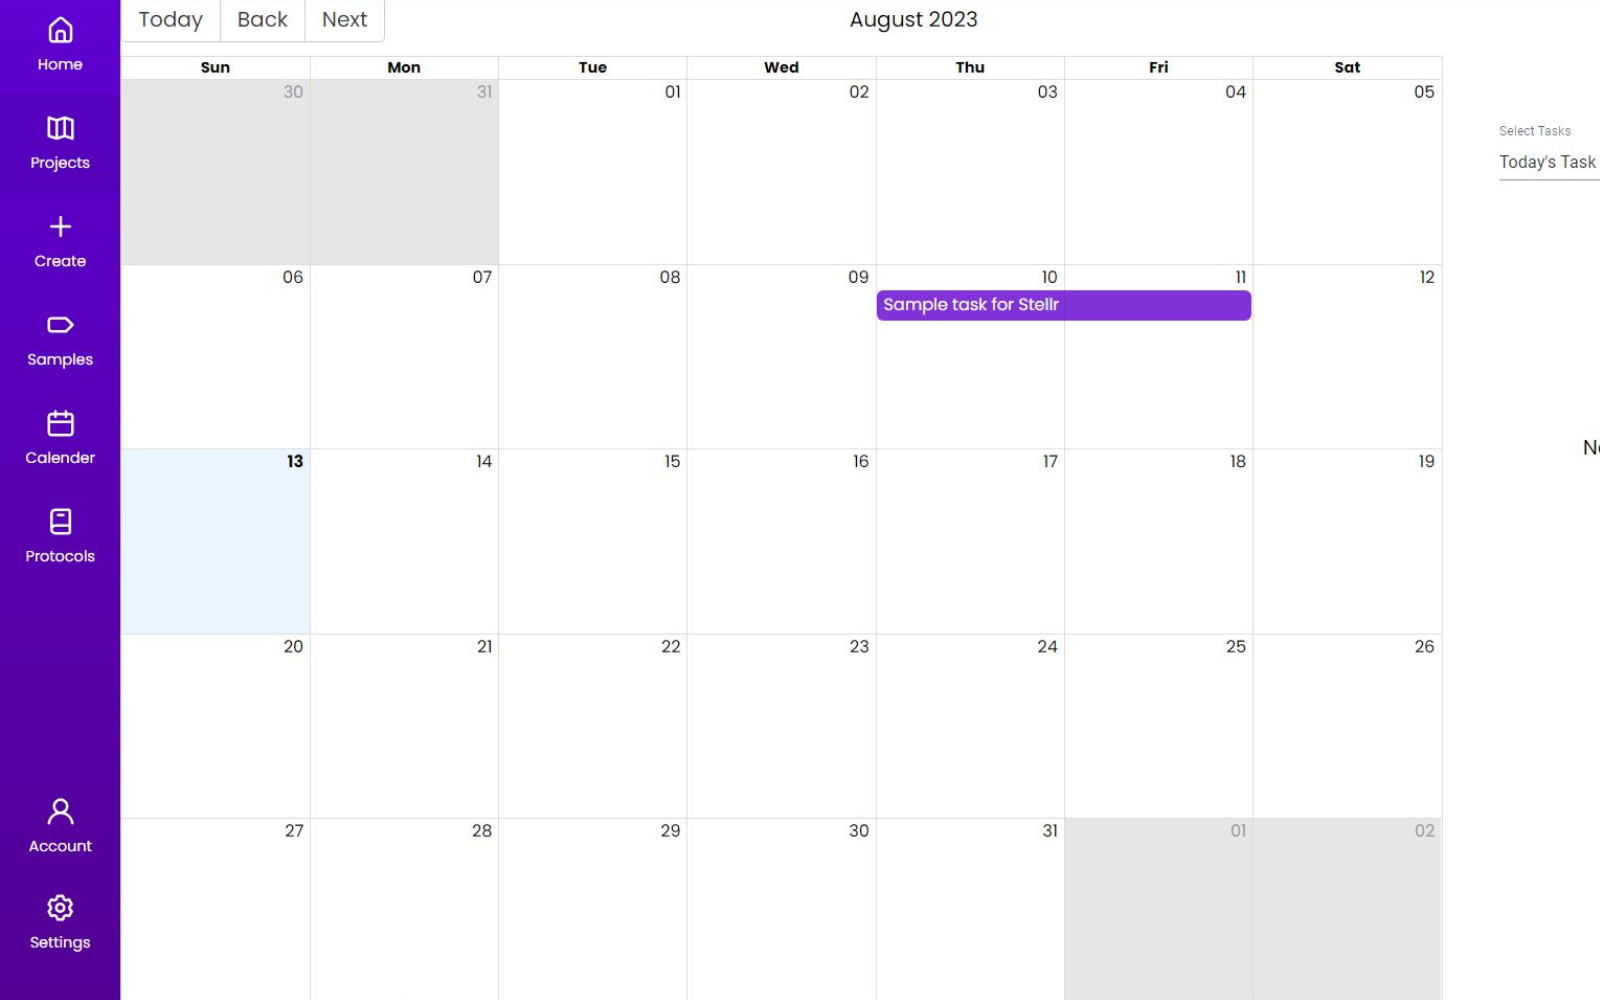 Home
Projects
Create
Samples
Calender
Protocols
Account
Settings
Today Back Next
August 2023
Sun Mon Tue Wed Thu Fri Sat
30 31 01 02 03 04 05
06 07 08 09 10 11 12
Sample task for Stellr
13 14 15 16 17 18 19
20 21 22 23 24 25 26
27 28 29 30 31 01 02
Select Tasks
Today's Task